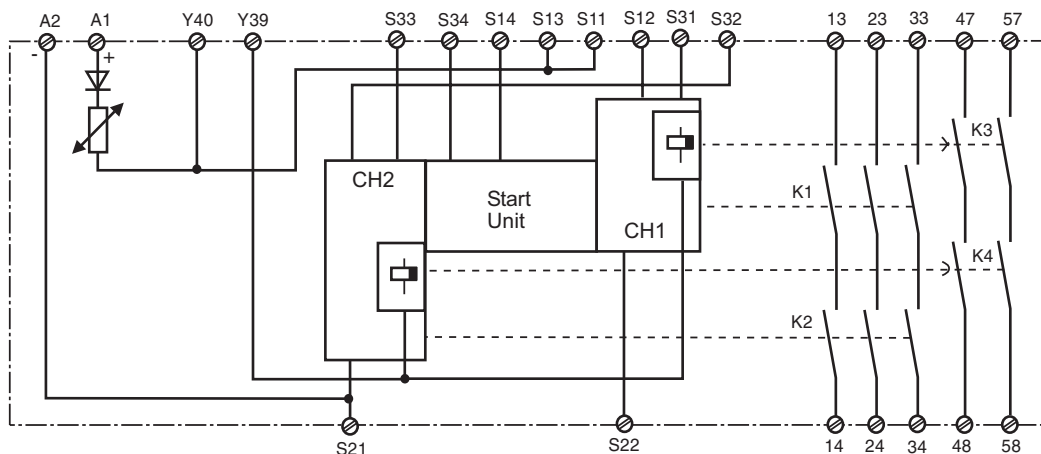 A2 A1 Y40 Y39 S33 S34 S14 S13 S11 S12 S31 S32 13 23 33 47 57
- +
K3
CH2
Start
Unit
CH1
K1
K4
K2
S21 S22 14 24 34 48 58